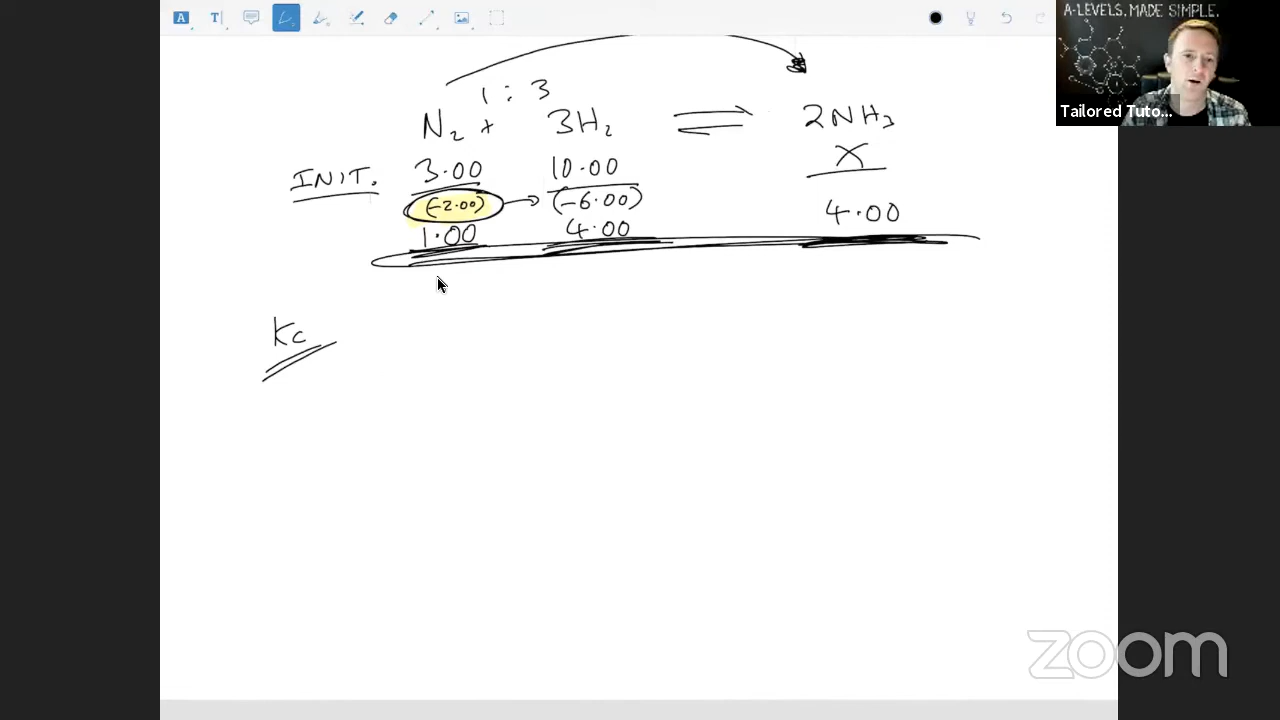 A-LEVELS. MADE SIMPLE.
Tailored Tuto...
1 : 3
N2 + 3H2 ⇌ 2NH3
INIT. 3.00 10.00 X
(-2.00) → (-6.00)
1.00 4.00 4.00
Kc
zoom